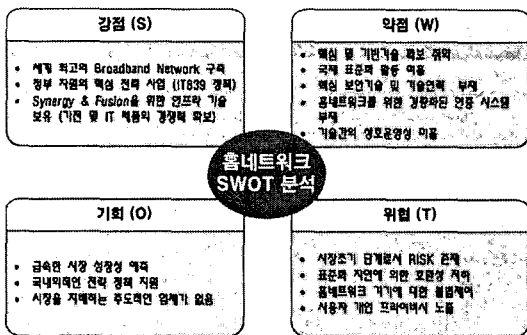 강점 (S)
• 세계 최고의 Broadband Network 구축
• 정부 차원의 핵심 전략 사업 (IT839 정책)
• Synergy & Fusion을 위한 인프라 기술
보유 (가전 및 IT 제품의 경쟁력 확보)
약점 (W)
• 핵심 및 기반기술 확보 취약
• 국제 표준화 활동 미흡
• 핵심 보안기술 및 기술인력 부재
• 홈네트워크를 위한 경량화된 인증 시스템
부재
• 기술간의 상호운영성 미흡
홈네트워크
SWOT 분석
기회 (O)
• 급속한 시장 성장성 예측
• 국내외적인 전략 정책 지원
• 시장을 지배하는 주도적인 업체가 없음
위협 (T)
• 시장초기 단계로서 RISK 존재
• 표준화 지연에 의한 호환성 저하
• 홈네트워크 기기에 대한 불법제어
• 사용자 개인 프라이버시 노출